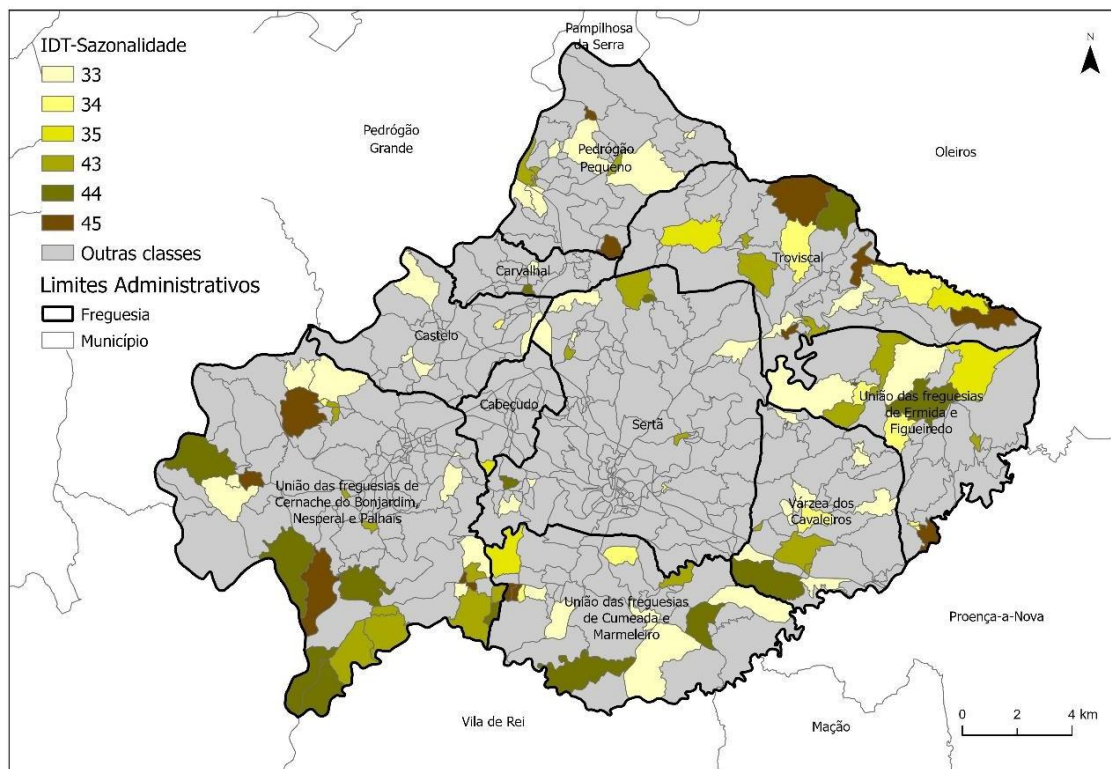 IDT-Sazonalidade
33
34
35
43
44
45
Outras classes
Limites Administrativos
Freguesia
Município
Pampilhosa
da Serra
N
Pedrógão
Grande
Pedrógão
Pequeno
Oleiros
Troviscal
Carvalhal
Castelo
Cabeçudo
Sertã
União das freguesias
de Ermida e
Figueiredo
União das freguesias de
Cernache do Bonjardim,
Nesperal e Palhais
Várzea dos
Cavaleiros
União das freguesias
de Cumeada e
Marmeleiro
Proença-a-Nova
Vila de Rei
Mação
0 2 4 km